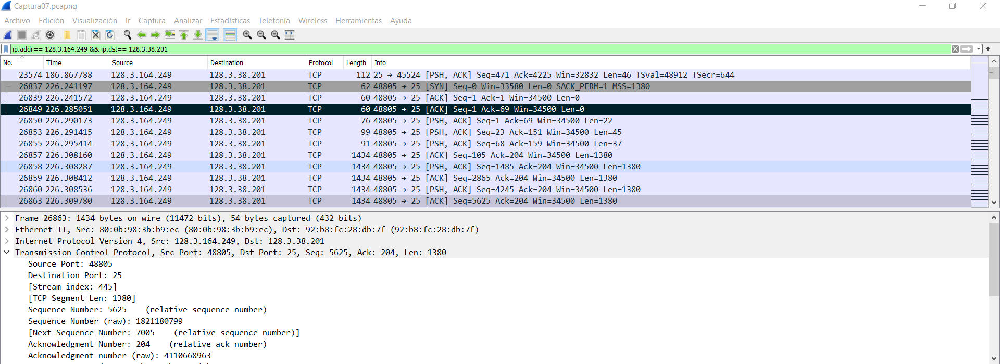 Captura07.pcapng
Archivo Edición Visualización Ir Captura Analizar Estadísticas Telefonía Wireless Herramientas Ayuda
ip.addr== 128.3.164.249 && ip.dst== 128.3.38.201
No. Time Source Destination Protocol Length Info
23574 186.867788 128.3.164.249 128.3.38.201 TCP 112 25 → 45524 [PSH, ACK] Seq=471 Ack=4225 Win=32832 Len=46 TSval=48912 TSecr=644
26837 226.241197 128.3.164.249 128.3.38.201 TCP 62 48805 → 25 [SYN] Seq=0 Win=33580 Len=0 SACK_PERM=1 MSS=1380
26839 226.241572 128.3.164.249 128.3.38.201 TCP 60 48805 → 25 [ACK] Seq=1 Ack=1 Win=34500 Len=0
26849 226.285051 128.3.164.249 128.3.38.201 TCP 60 48805 → 25 [ACK] Seq=1 Ack=69 Win=34500 Len=0
26850 226.290173 128.3.164.249 128.3.38.201 TCP 76 48805 → 25 [PSH, ACK] Seq=1 Ack=69 Win=34500 Len=22
26853 226.291415 128.3.164.249 128.3.38.201 TCP 99 48805 → 25 [PSH, ACK] Seq=23 Ack=151 Win=34500 Len=45
26855 226.295414 128.3.164.249 128.3.38.201 TCP 91 48805 → 25 [PSH, ACK] Seq=68 Ack=159 Win=34500 Len=37
26857 226.308160 128.3.164.249 128.3.38.201 TCP 1434 48805 → 25 [ACK] Seq=105 Ack=204 Win=34500 Len=1380
26858 226.308287 128.3.164.249 128.3.38.201 TCP 1434 48805 → 25 [PSH, ACK] Seq=1485 Ack=204 Win=34500 Len=1380
26859 226.308412 128.3.164.249 128.3.38.201 TCP 1434 48805 → 25 [ACK] Seq=2865 Ack=204 Win=34500 Len=1380
26860 226.308536 128.3.164.249 128.3.38.201 TCP 1434 48805 → 25 [PSH, ACK] Seq=4245 Ack=204 Win=34500 Len=1380
26863 226.309780 128.3.164.249 128.3.38.201 TCP 1434 48805 → 25 [ACK] Seq=5625 Ack=204 Win=34500 Len=1380
Frame 26863: 1434 bytes on wire (11472 bits), 54 bytes captured (432 bits)
Ethernet II, Src: 80:0b:98:3b:b9:ec (80:0b:98:3b:b9:ec), Dst: 92:b8:fc:28:db:7f (92:b8:fc:28:db:7f)
Internet Protocol Version 4, Src: 128.3.164.249, Dst: 128.3.38.201
Transmission Control Protocol, Src Port: 48805, Dst Port: 25, Seq: 5625, Ack: 204, Len: 1380
Source Port: 48805
Destination Port: 25
[Stream index: 445]
[TCP Segment Len: 1380]
Sequence Number: 5625 (relative sequence number)
Sequence Number (raw): 1821180799
[Next Sequence Number: 7005 (relative sequence number)]
Acknowledgment Number: 204 (relative ack number)
Acknowledgment number (raw): 4110668963